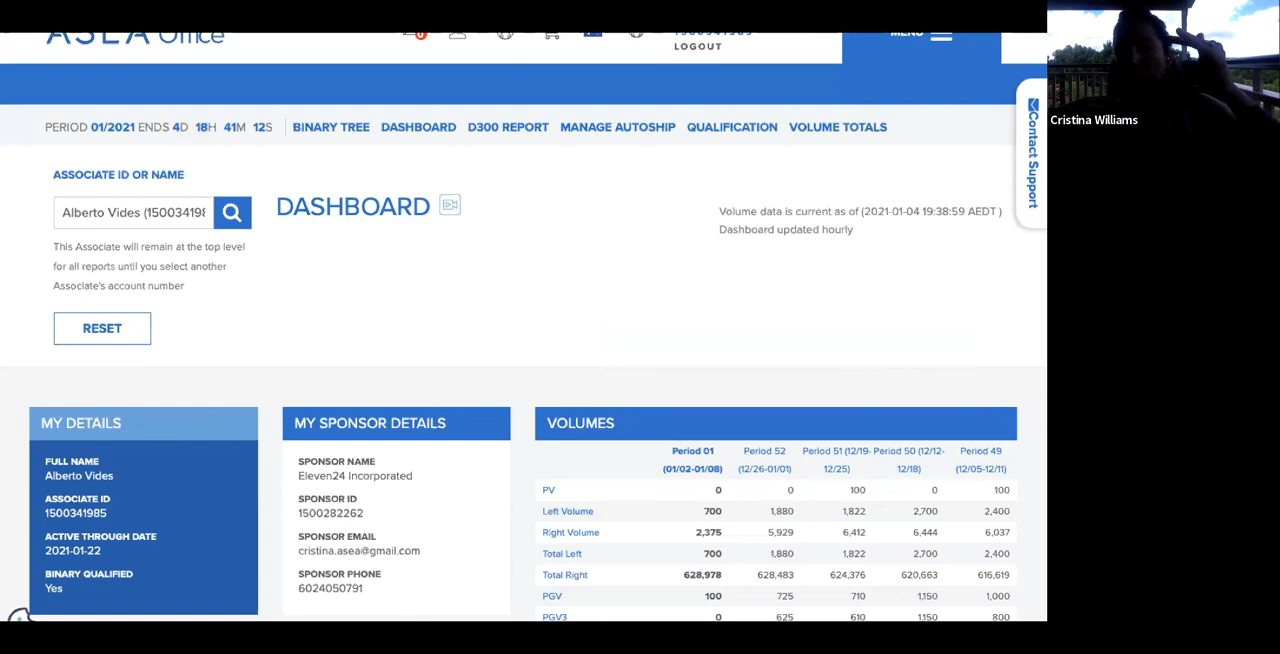 ASEA Office
LOGOUT
MENU
PERIOD 01/2021 ENDS 4D 18H 41M 12S
BINARY TREE DASHBOARD D300 REPORT MANAGE AUTOSHIP QUALIFICATION VOLUME TOTALS
Contact Support
Cristina Williams
ASSOCIATE ID OR NAME
Alberto Vides (150034198
This Associate will remain at the top level
for all reports until you select another
Associate's account number
RESET
DASHBOARD
Volume data is current as of (2021-01-04 19:38:59 AEDT )
Dashboard updated hourly
MY DETAILS
FULL NAME
Alberto Vides
ASSOCIATE ID
1500341985
ACTIVE THROUGH DATE
2021-01-22
BINARY QUALIFIED
Yes
MY SPONSOR DETAILS
SPONSOR NAME
Eleven24 Incorporated
SPONSOR ID
1500282262
SPONSOR EMAIL
cristina.asea@gmail.com
SPONSOR PHONE
6024050791
VOLUMES
Period 01 Period 52 Period 51 (12/19- Period 50 (12/12- Period 49
(01/02-01/08) (12/26-01/01) 12/25) 12/18) (12/05-12/11)
PV 0 0 100 0 100
Left Volume 700 1,880 1,822 2,700 2,400
Right Volume 2,375 5,929 6,412 6,444 6,037
Total Left 700 1,880 1,822 2,700 2,400
Total Right 628,978 628,483 624,376 620,663 616,619
PGV 100 725 710 1,150 1,000
PGV3 0 625 610 1,150 800